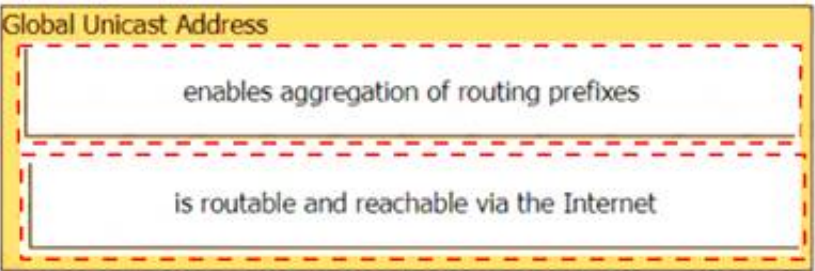 Global Unicast Address
enables aggregation of routing prefixes
is routable and reachable via the Internet